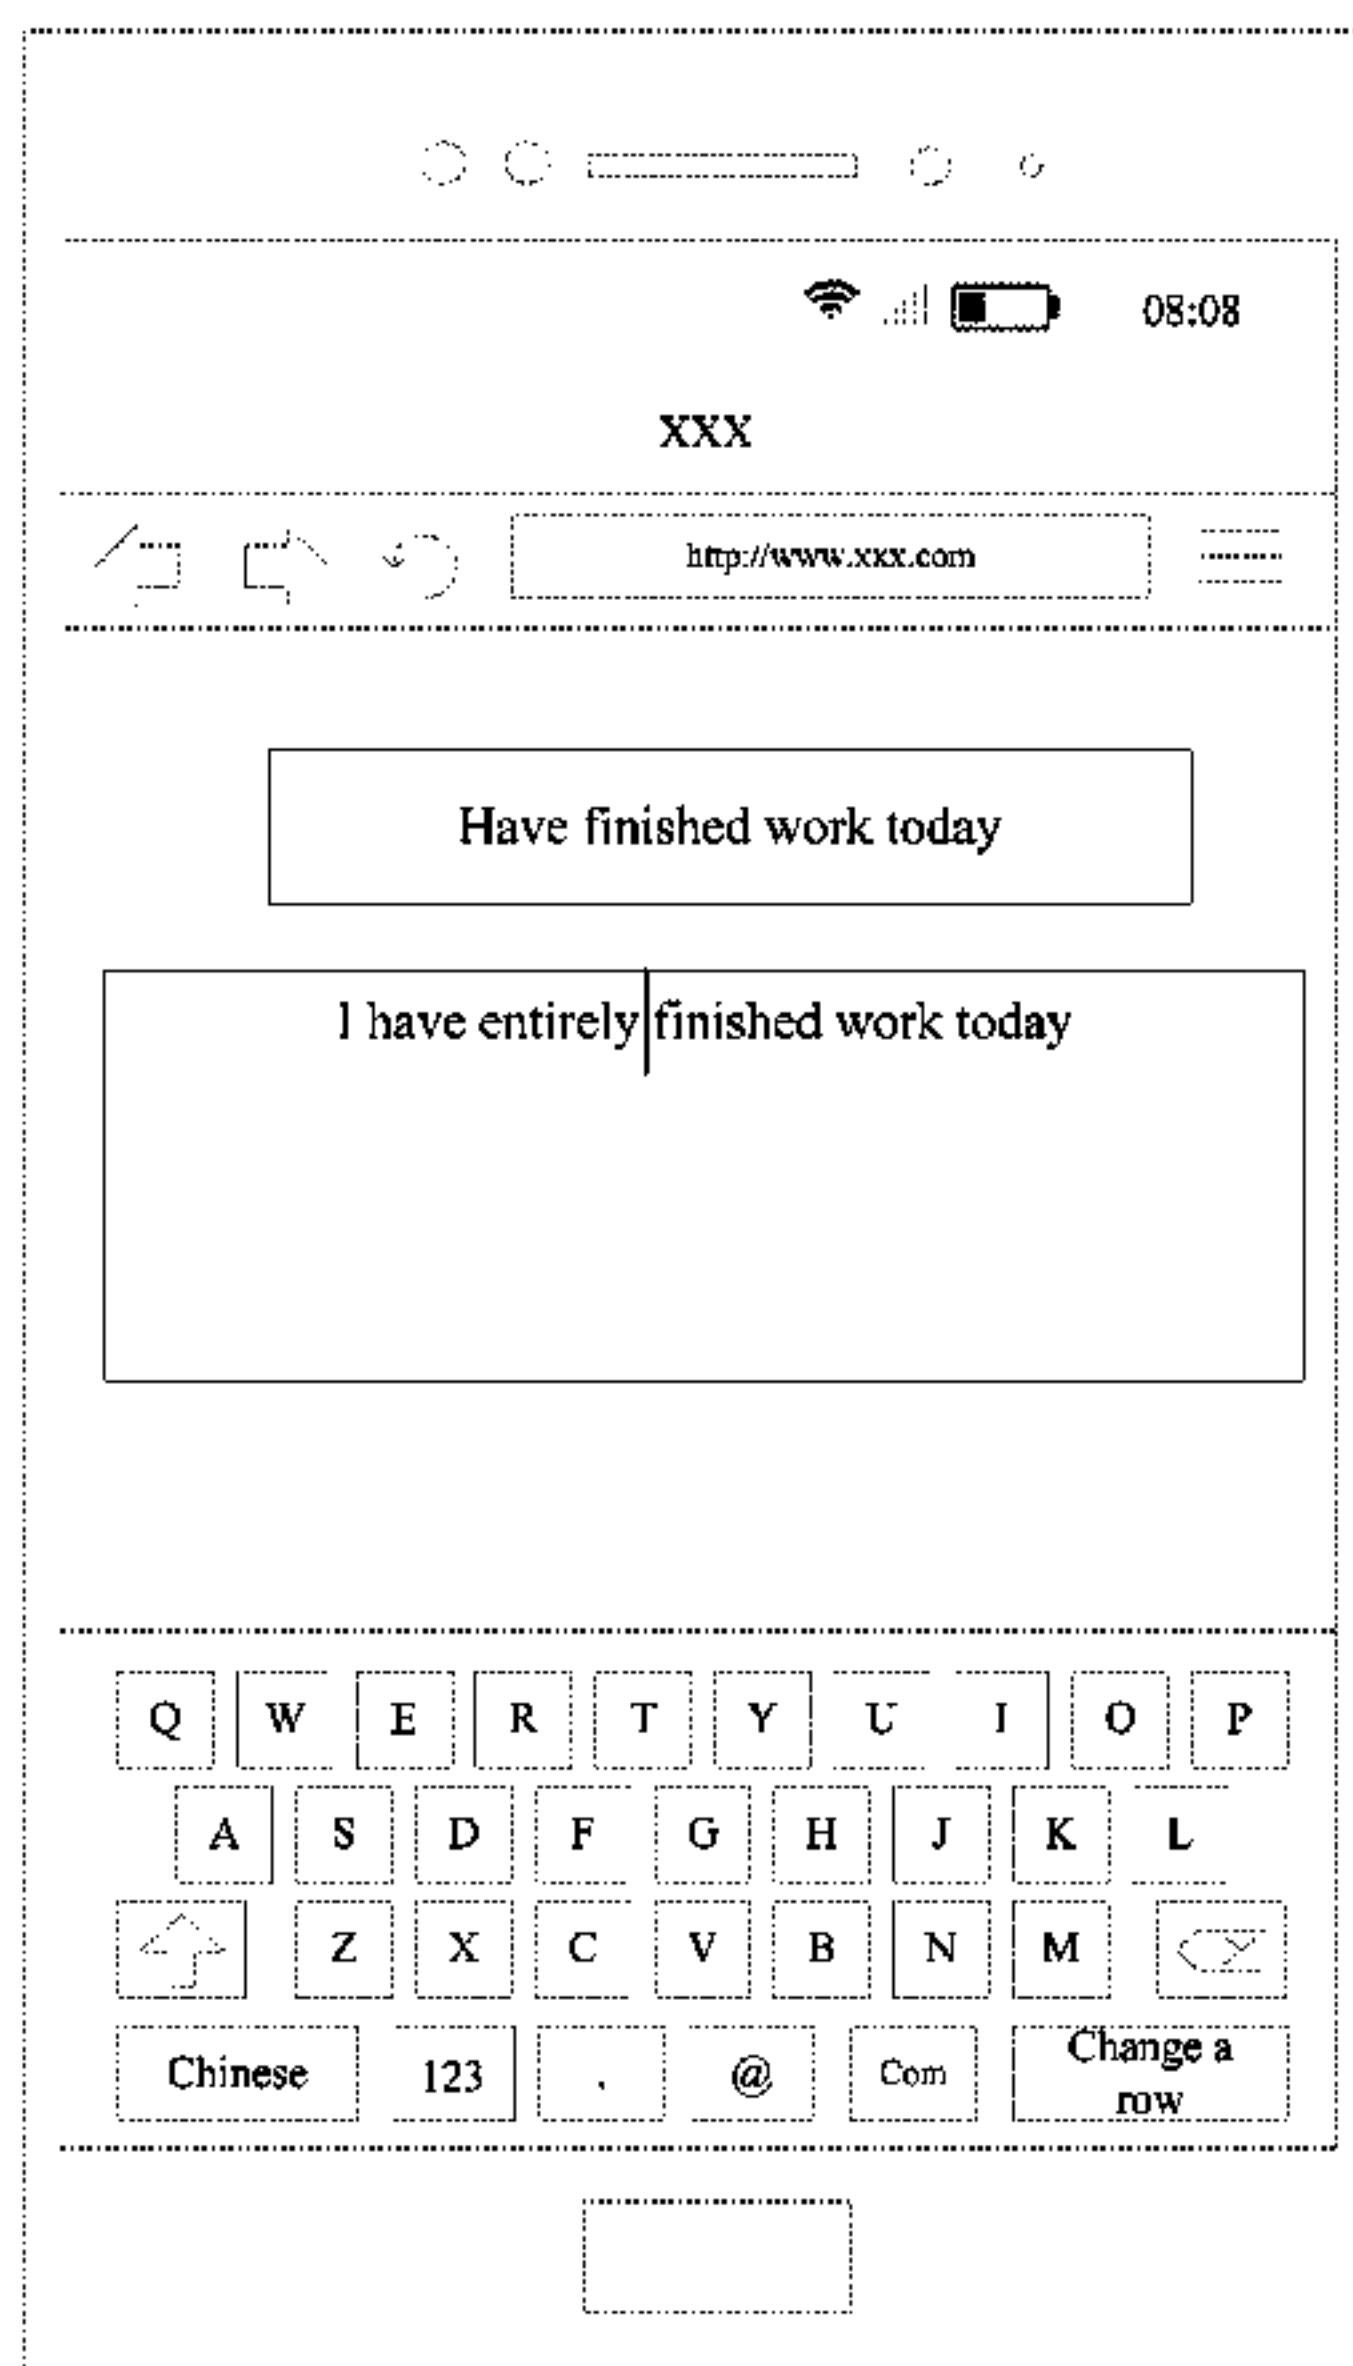 08:08
XXX
http://www.xxx.com
Have finished work today
I have entirely finished work today
Q W E R T Y U I O P
A S D F G H J K L
Z X C V B N M
Chinese 123 . @ Com Change a
row